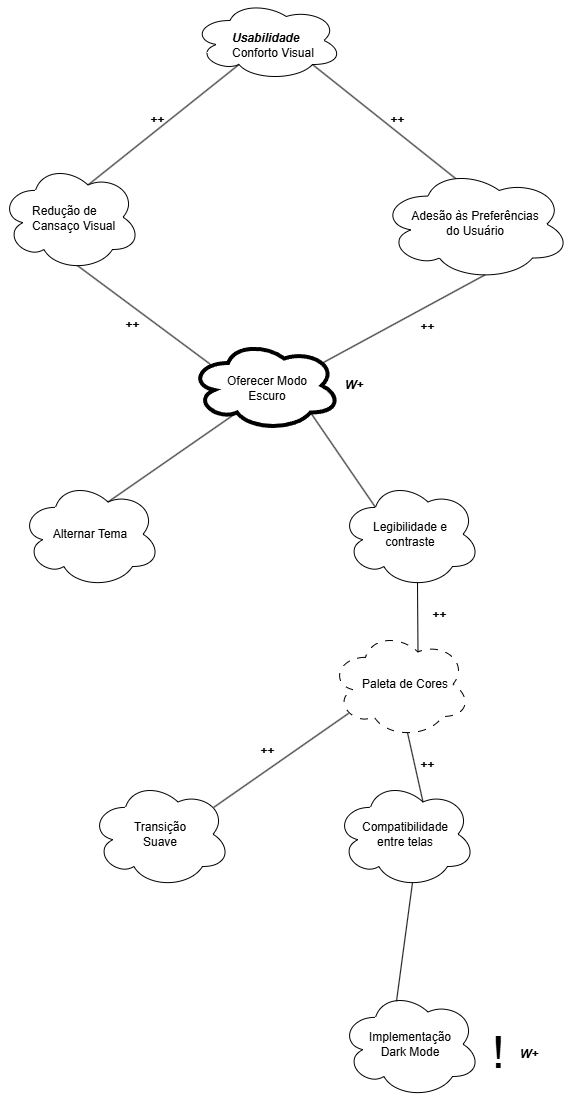 Usabilidade
Conforto Visual
++
++
Redução de
Cansaço Visual
Adesão às Preferências
do Usuário
++
++
Oferecer Modo
Escuro
W+
Alternar Tema
Legibilidade e
contraste
++
Paleta de Cores
++
++
Transição
Suave
Compatibilidade
entre telas
Implementação
Dark Mode
!
W+